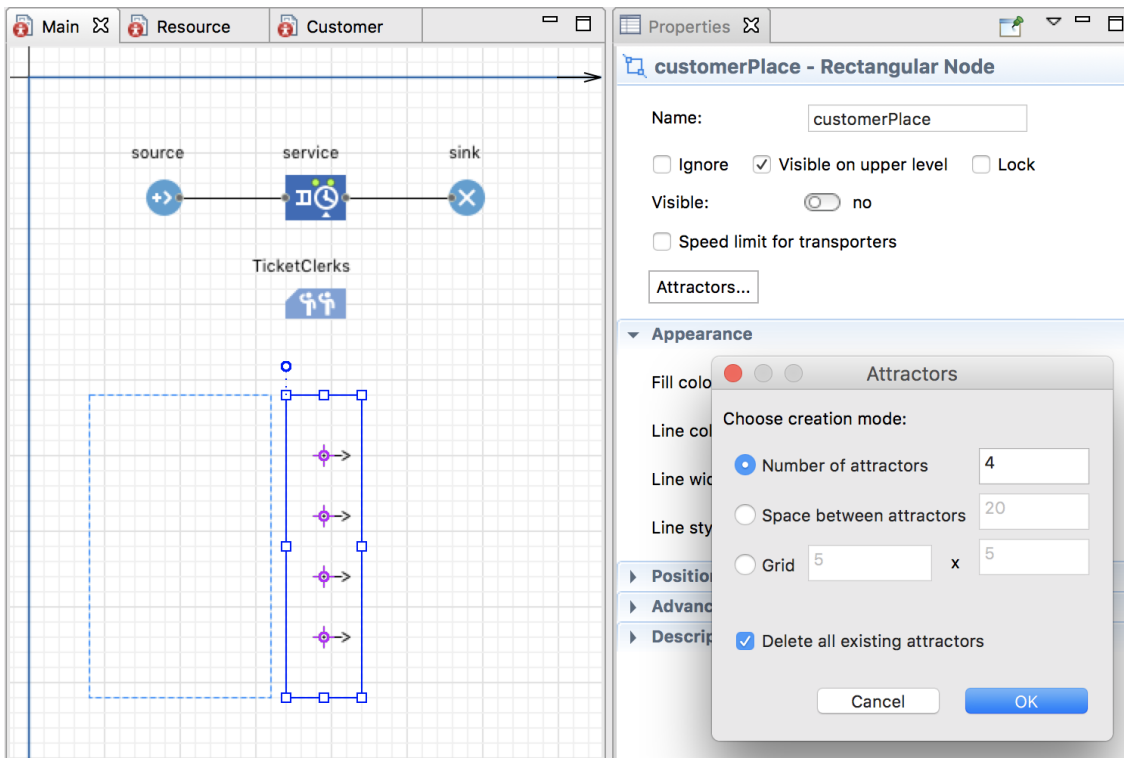 Main
Resource
Customer
Properties
customerPlace - Rectangular Node
Name: customerPlace
Ignore Visible on upper level Lock
Visible: no
Speed limit for transporters
Attractors...
source service sink
TicketClerks
Appearance
Fill colo
Line col
Line wid
Line sty
Position
Advanc
Descrip
Attractors
Choose creation mode:
Number of attractors 4
Space between attractors 20
Grid 5 x 5
Delete all existing attractors
Cancel OK